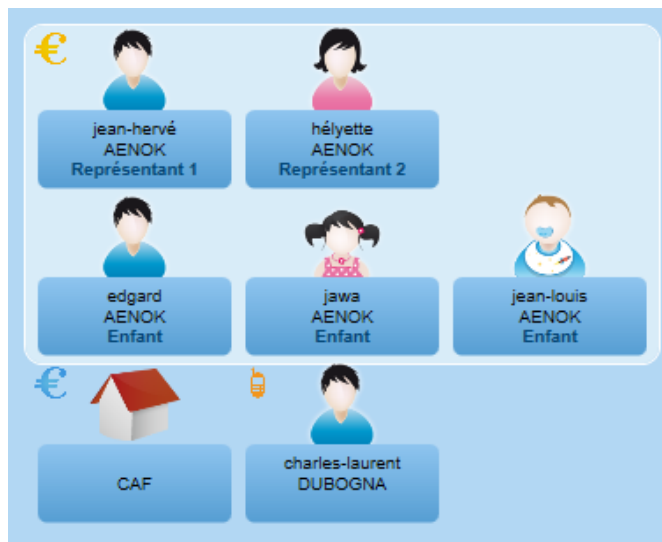 €
jean-hervé
AENOK
Représentant 1
hélyette
AENOK
Représentant 2
edgard
AENOK
Enfant
jawa
AENOK
Enfant
jean-louis
AENOK
Enfant
€
CAF
charles-laurent
DUBOGNA